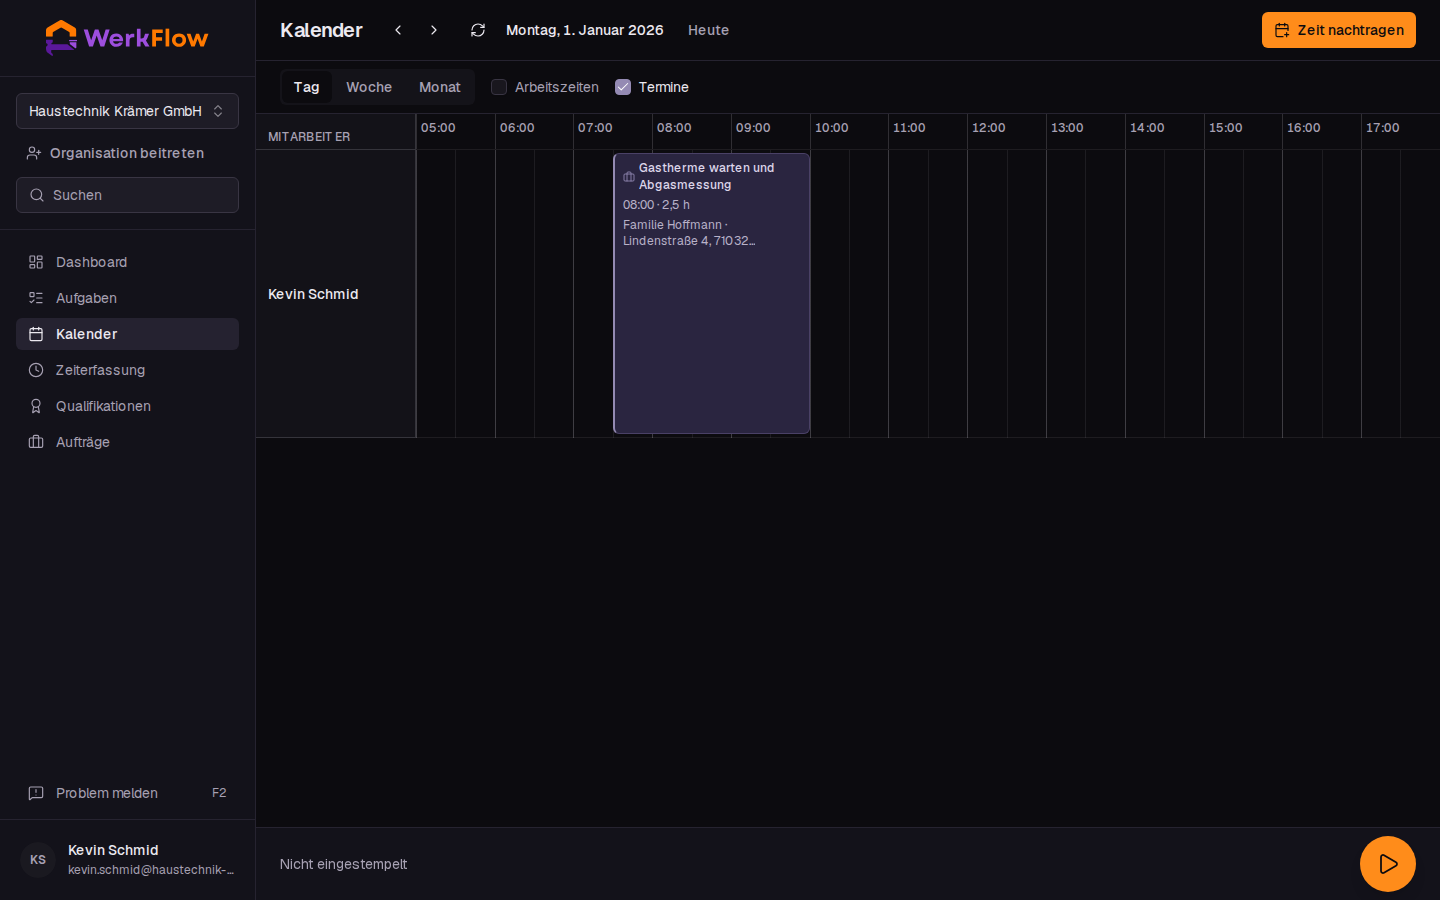 WerkFlow
Haustechnik Krämer GmbH
Organisation beitreten
Suchen
Dashboard
Aufgaben
Kalender
Zeiterfassung
Qualifikationen
Aufträge
Problem melden F2
KS
Kevin Schmid
kevin.schmid@haustechnik-...
Kalender
Montag, 1. Januar 2026
Heute
Zeit nachtragen
Tag Woche Monat
Arbeitszeiten
Termine
MITARBEITER
05:00 06:00 07:00 08:00 09:00 10:00 11:00 12:00 13:00 14:00 15:00 16:00 17:00
Kevin Schmid
Gastherme warten und
Abgasmessung
08:00 · 2,5 h
Familie Hoffmann ·
Lindenstraße 4, 71032...
Nicht eingestempelt